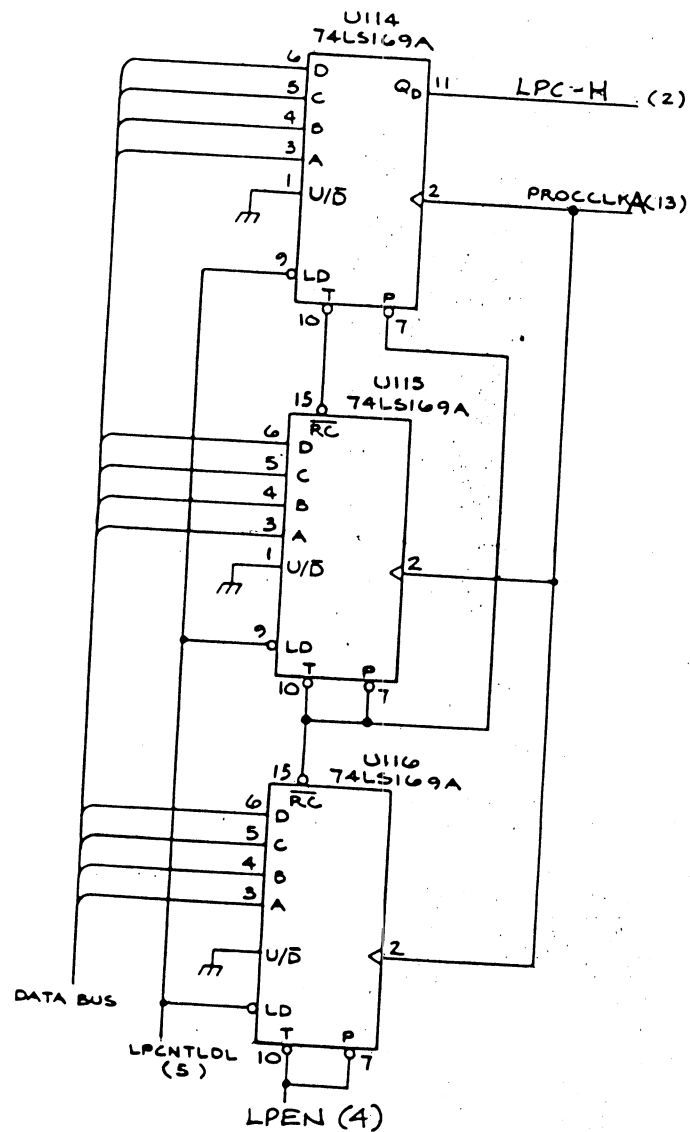 U114
74LS169A
6 D
5 C
QD 11 LPC-H (2)
4 B
3 A
1 U/D̅
2 PROCCLKA(13)
9 LD
T P
10 7
U115
74LS169A
15
R̅C̅
6 D
5 C
4 B
3 A
1 U/D̅
2
9 LD
T P
10 7
U116
74LS169A
15
R̅C̅
6 D
5 C
4 B
3 A
U/D̅
2
LD
DATA BUS
T P
10 7
LPCNTLDL
(5)
LPEN (4)